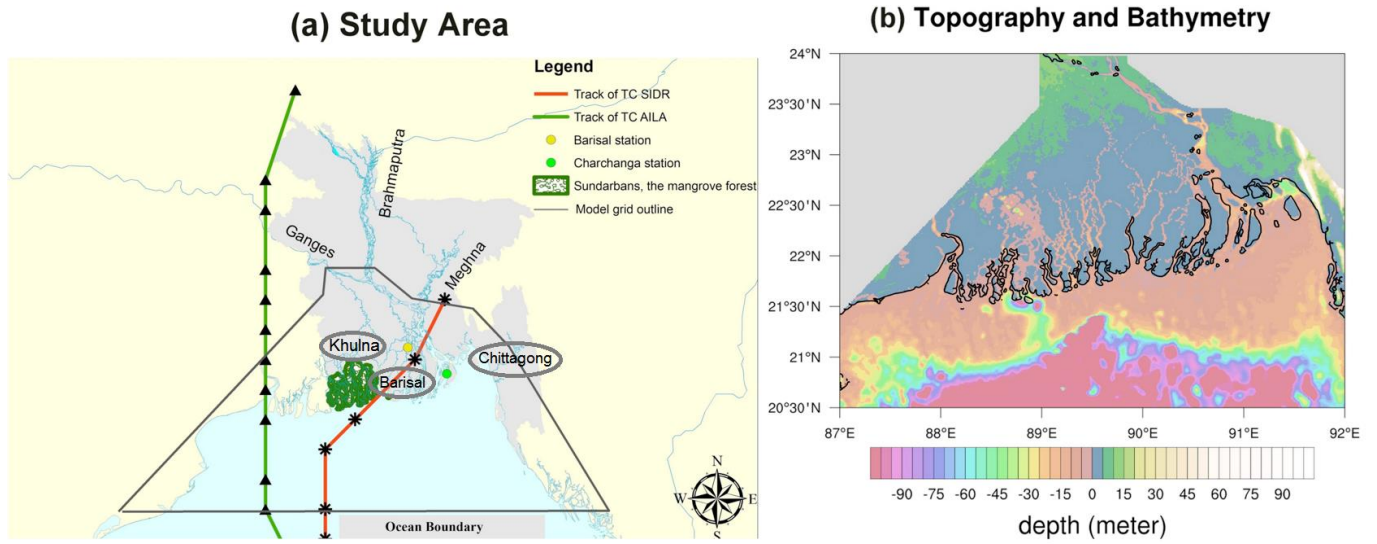 (a) Study Area
Legend
Track of TC SIDR
Track of TC AILA
Barisal station
Charchanga station
Sundarbans, the mangrove forest
Model grid outline
Brahmaputra
Ganges
Meghna
Khulna
Barisal
Chittagong
N
W E
S
Ocean Boundary
(b) Topography and Bathymetry
24°N
23°30'N
23°N
22°30'N
22°N
21°30'N
21°N
20°30'N
87°E 88°E 89°E 90°E 91°E 92°E
-90 -75 -60 -45 -30 -15 0 15 30 45 60 75 90
depth (meter)